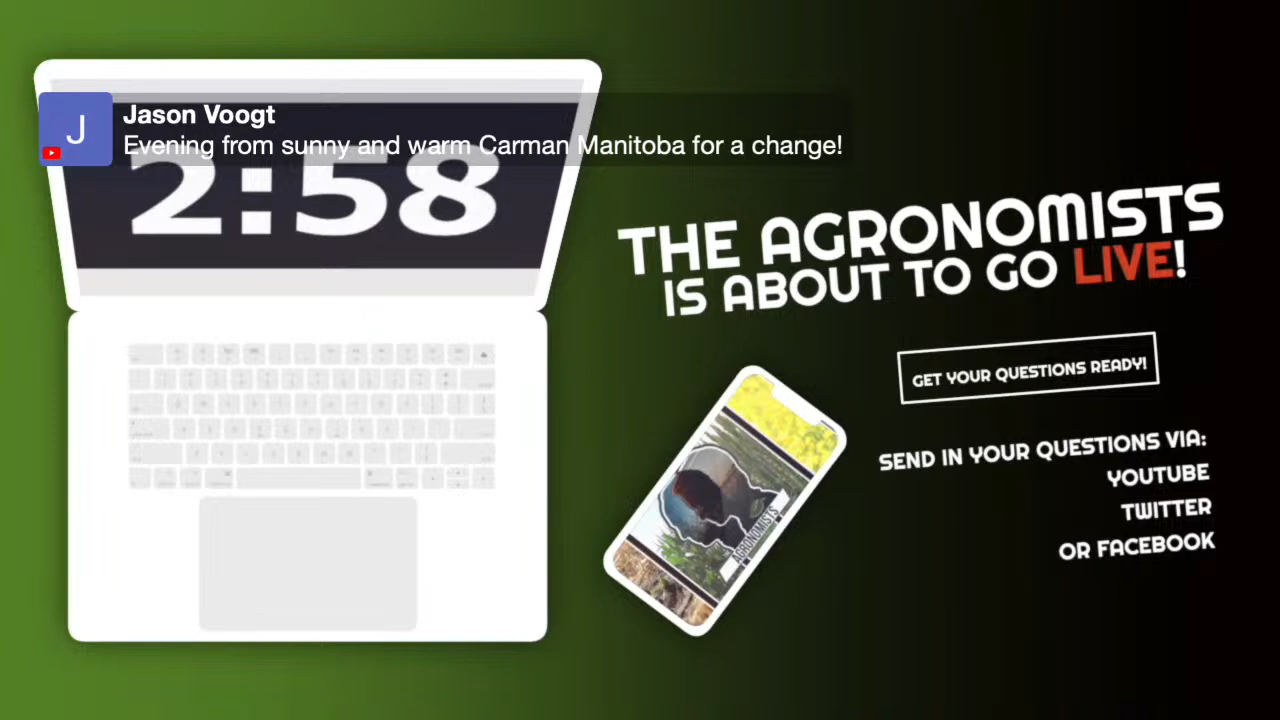 J
Jason Voogt
Evening from sunny and warm Carman Manitoba for a change!
2:58
THE AGRONOMISTS
IS ABOUT TO GO LIVE!
GET YOUR QUESTIONS READY!
SEND IN YOUR QUESTIONS VIA:
YOUTUBE
TWITTER
OR FACEBOOK
AGRONOMISTS